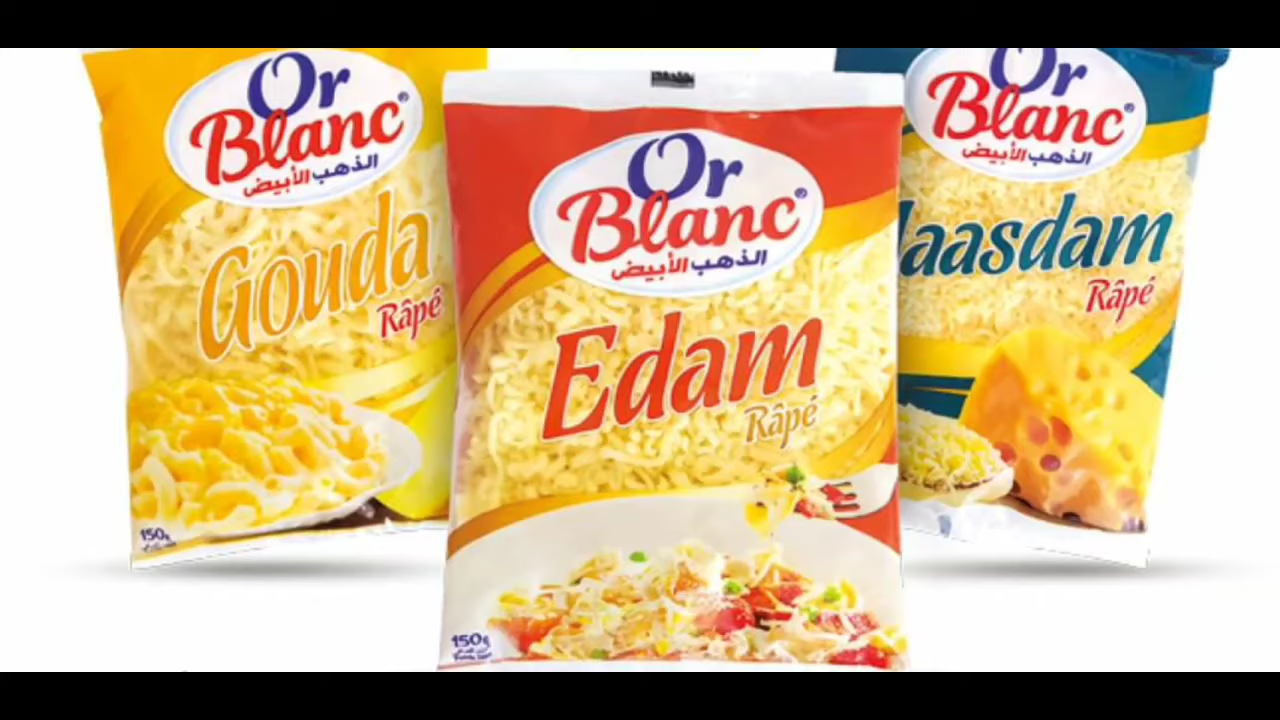 Or
Blanc®
الذهب الأبيض
Gouda
Râpé
150g
Or
Blanc®
الذهب الأبيض
Edam
Râpé
150g
Or
Blanc®
الذهب الأبيض
aasdam
Râpé